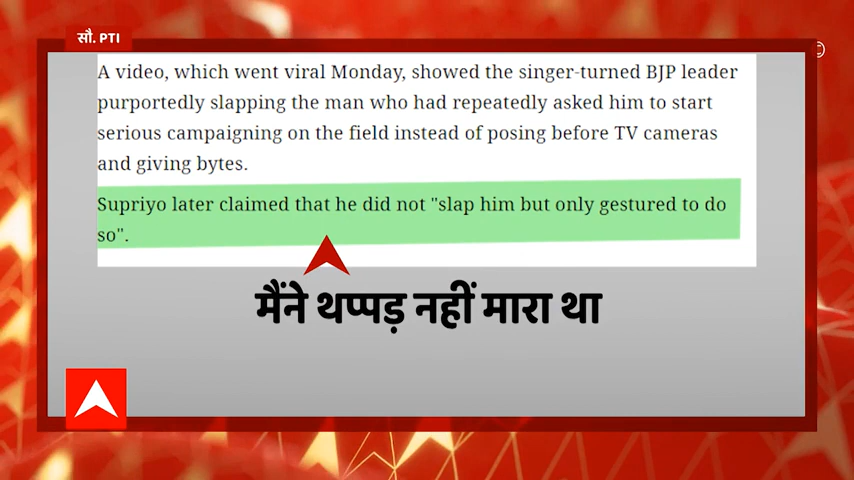 सौ. PTI
A video, which went viral Monday, showed the singer-turned BJP leader
purportedly slapping the man who had repeatedly asked him to start
serious campaigning on the field instead of posing before TV cameras
and giving bytes.
Supriyo later claimed that he did not "slap him but only gestured to do
so".
मैंने थप्पड़ नहीं मारा था